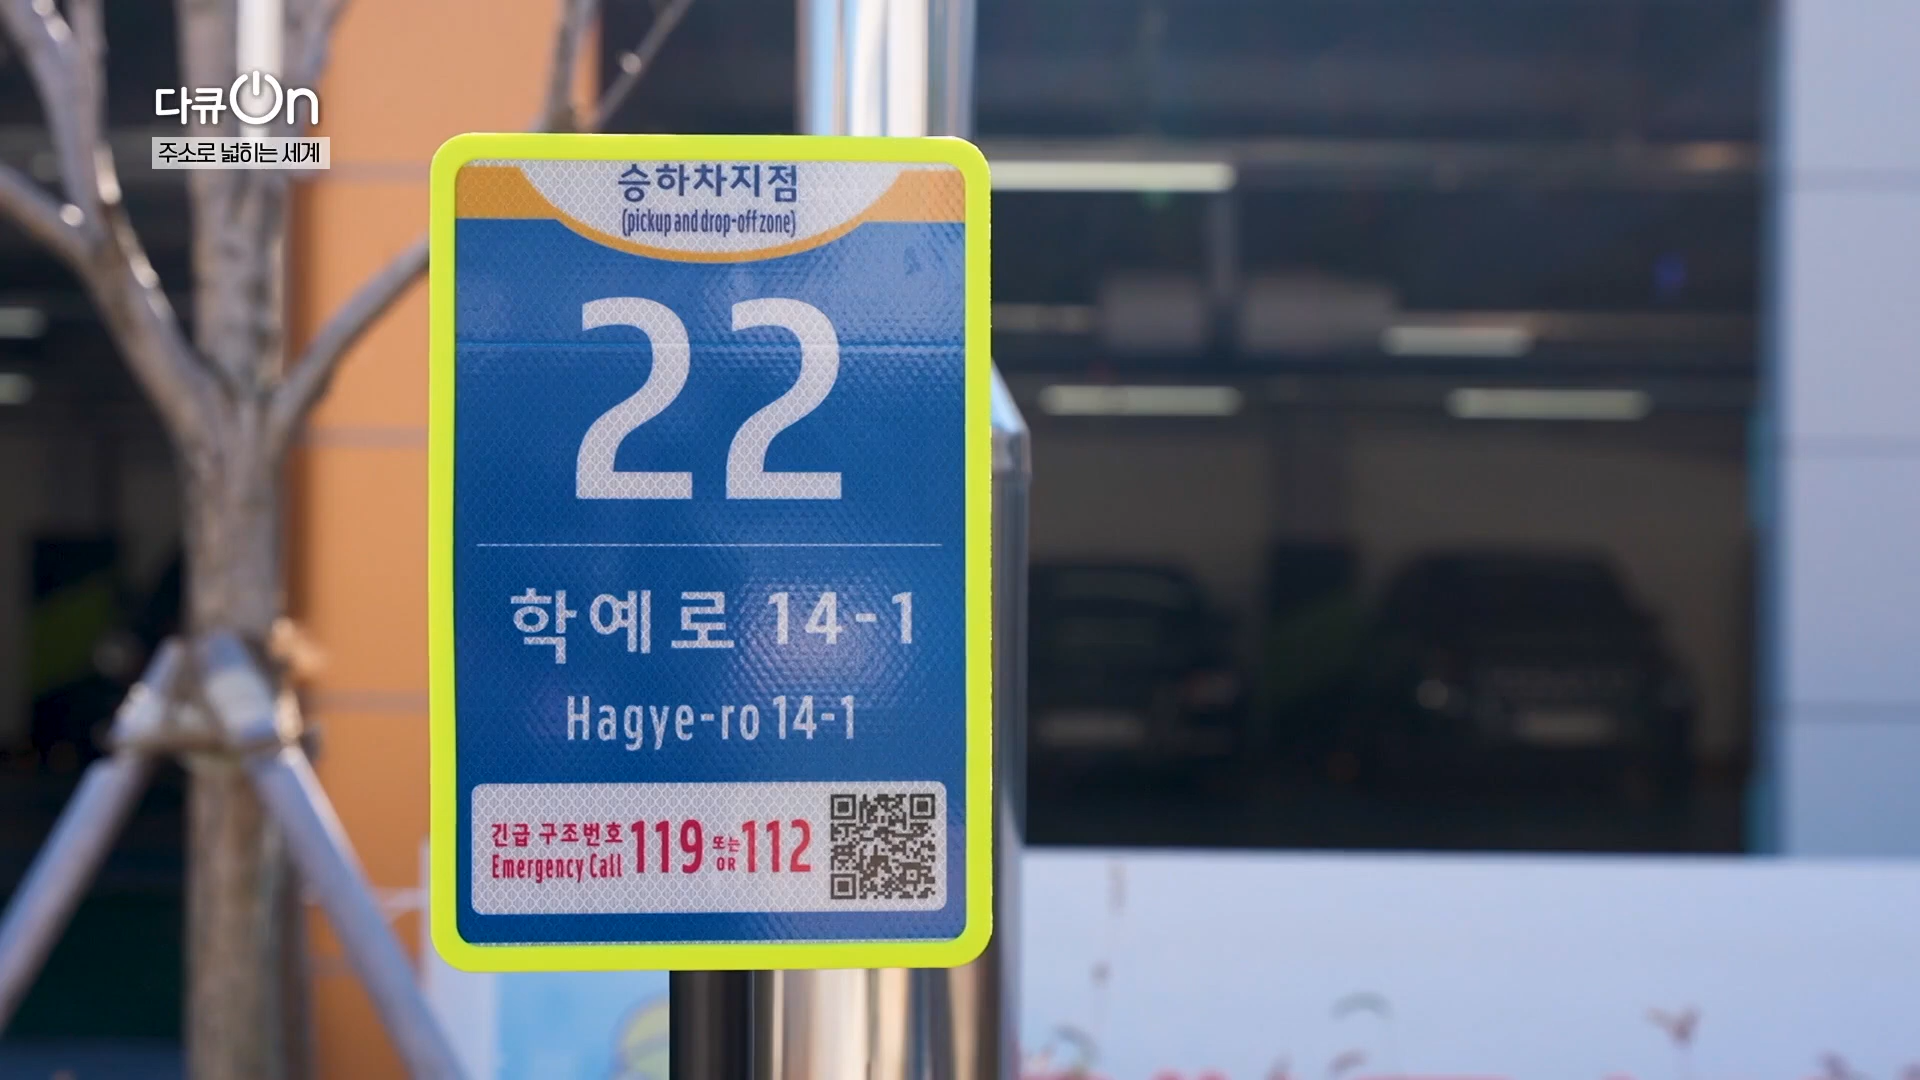 다큐On
주소로 넓히는 세계
승하차지점
(pickup and drop-off zone)
22
학예로 14-1
Hagye-ro 14-1
긴급 구조번호 119 또는 112
Emergency Call OR